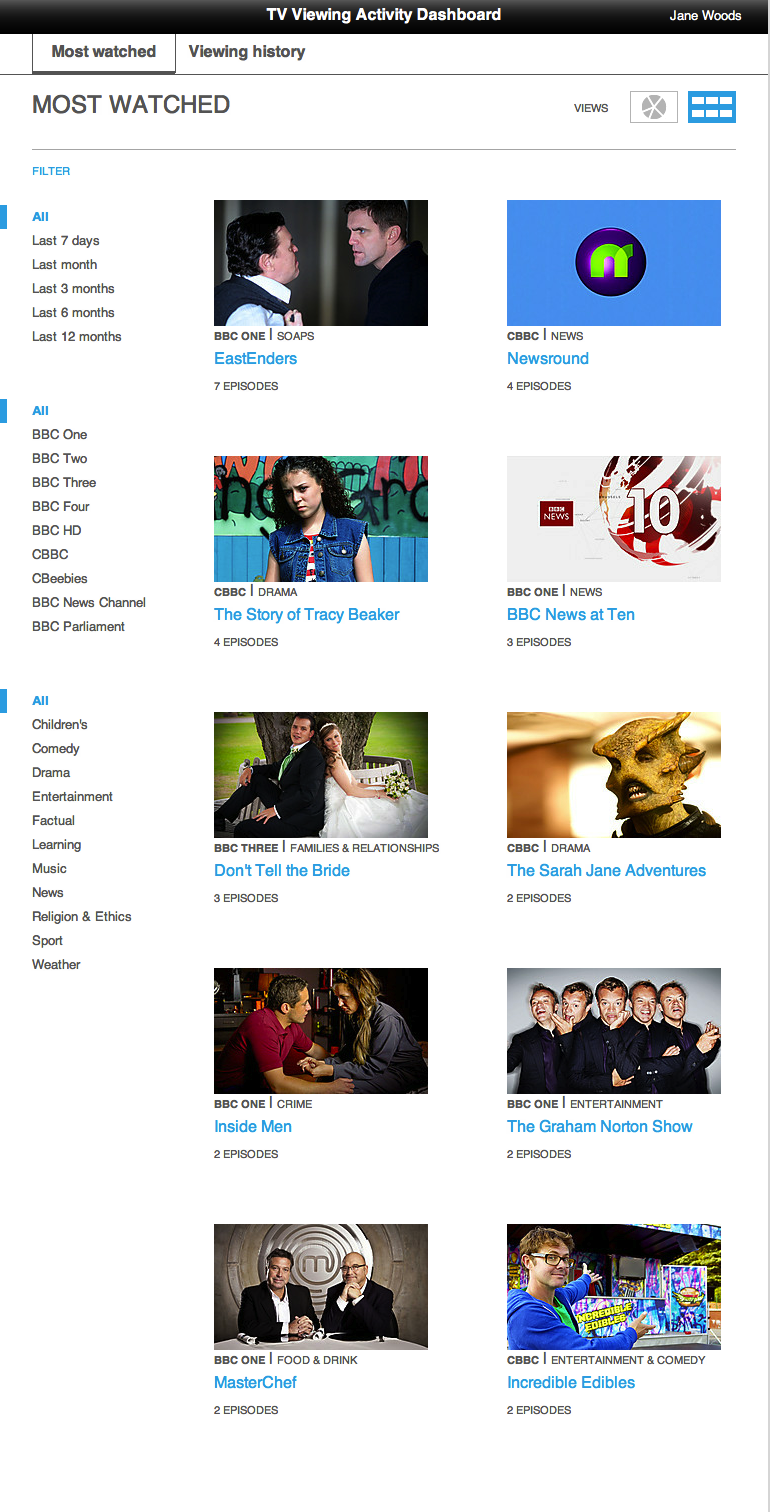 TV Viewing Activity Dashboard
Jane Woods
Most watched
Viewing history
MOST WATCHED
VIEWS
FILTER
All
Last 7 days
Last month
Last 3 months
Last 6 months
Last 12 months
All
BBC One
BBC Two
BBC Three
BBC Four
BBC HD
CBBC
CBeebies
BBC News Channel
BBC Parliament
All
Children's
Comedy
Drama
Entertainment
Factual
Learning
Music
News
Religion & Ethics
Sport
Weather
BBC ONE | SOAPS
EastEnders
7 EPISODES
nr
CBBC | NEWS
Newsround
4 EPISODES
CBBC | DRAMA
The Story of Tracy Beaker
4 EPISODES
BBC
NEWS
10
BBC ONE | NEWS
BBC News at Ten
3 EPISODES
BBC THREE | FAMILIES & RELATIONSHIPS
Don't Tell the Bride
3 EPISODES
CBBC | DRAMA
The Sarah Jane Adventures
2 EPISODES
BBC ONE | CRIME
Inside Men
2 EPISODES
BBC ONE | ENTERTAINMENT
The Graham Norton Show
2 EPISODES
BBC ONE | FOOD & DRINK
MasterChef
2 EPISODES
INCREDIBLE
EDIBLES
CBBC | ENTERTAINMENT & COMEDY
Incredible Edibles
2 EPISODES